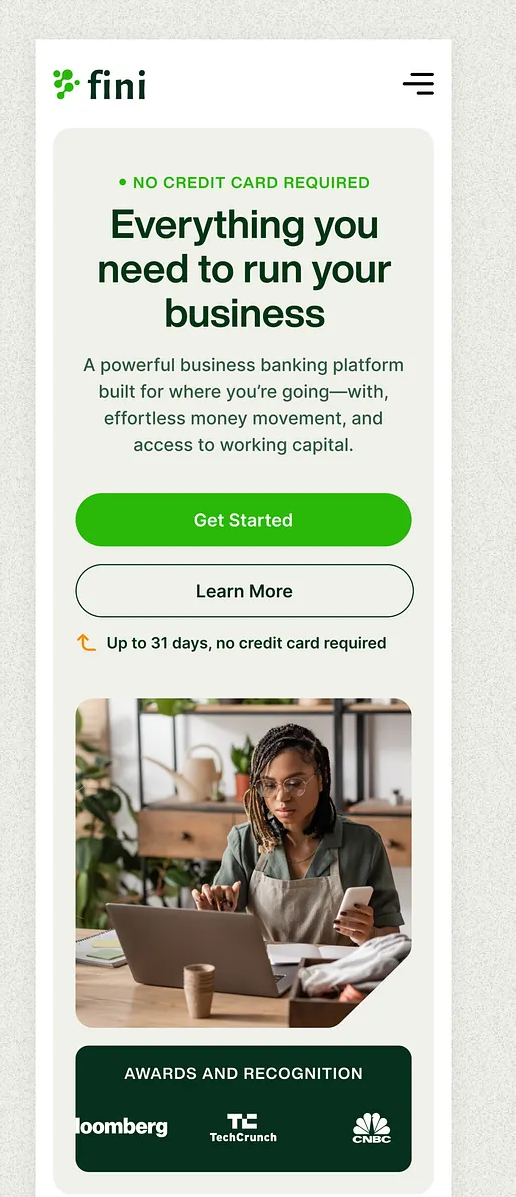 fini
NO CREDIT CARD REQUIRED
Everything you
need to run your
business
A powerful business banking platform
built for where you’re going—with,
effortless money movement, and
access to working capital.
Get Started
Learn More
Up to 31 days, no credit card required
AWARDS AND RECOGNITION
loomberg
TC
TechCrunch
CNBC